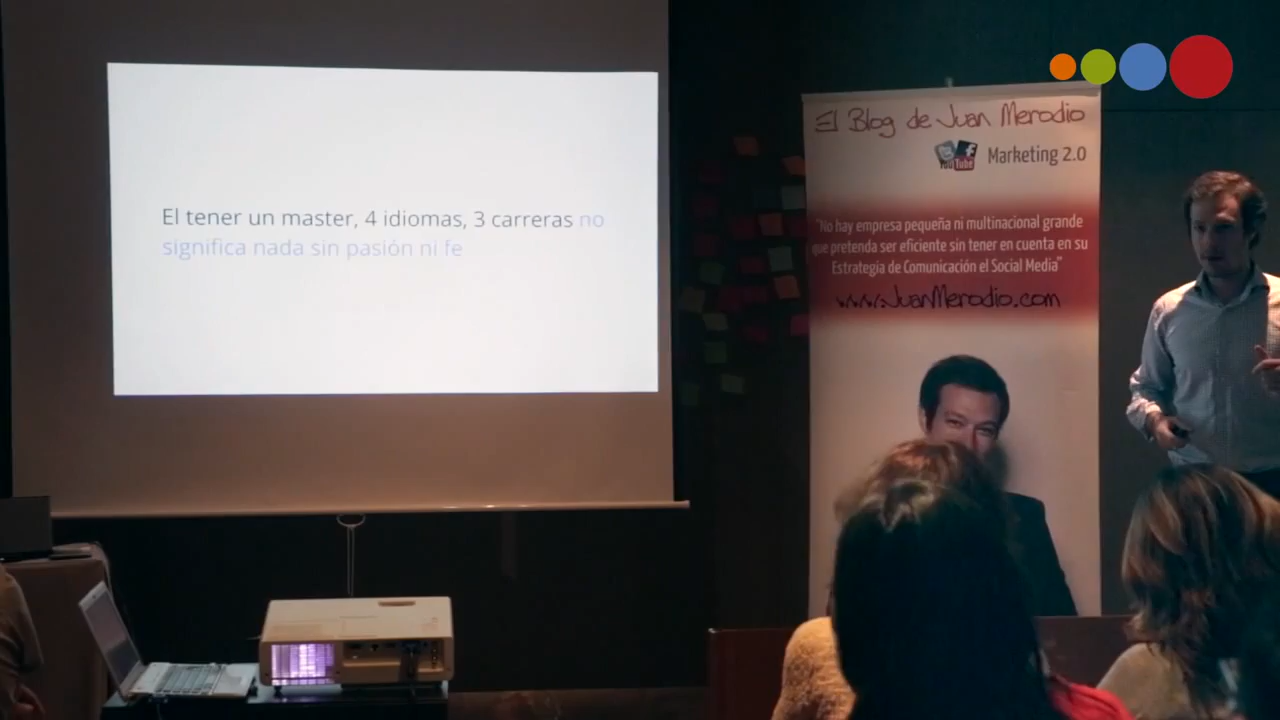 El tener un master, 4 idiomas, 3 carreras no
significa nada sin pasión ni fe
El Blog de Juan Merodio
YouTube
Marketing 2.0
"No hay empresa pequeña ni multinacional grande
que pretenda ser eficiente sin tener en cuenta en su
Estrategia de Comunicación el Social Media"
www.JuanMerodio.com